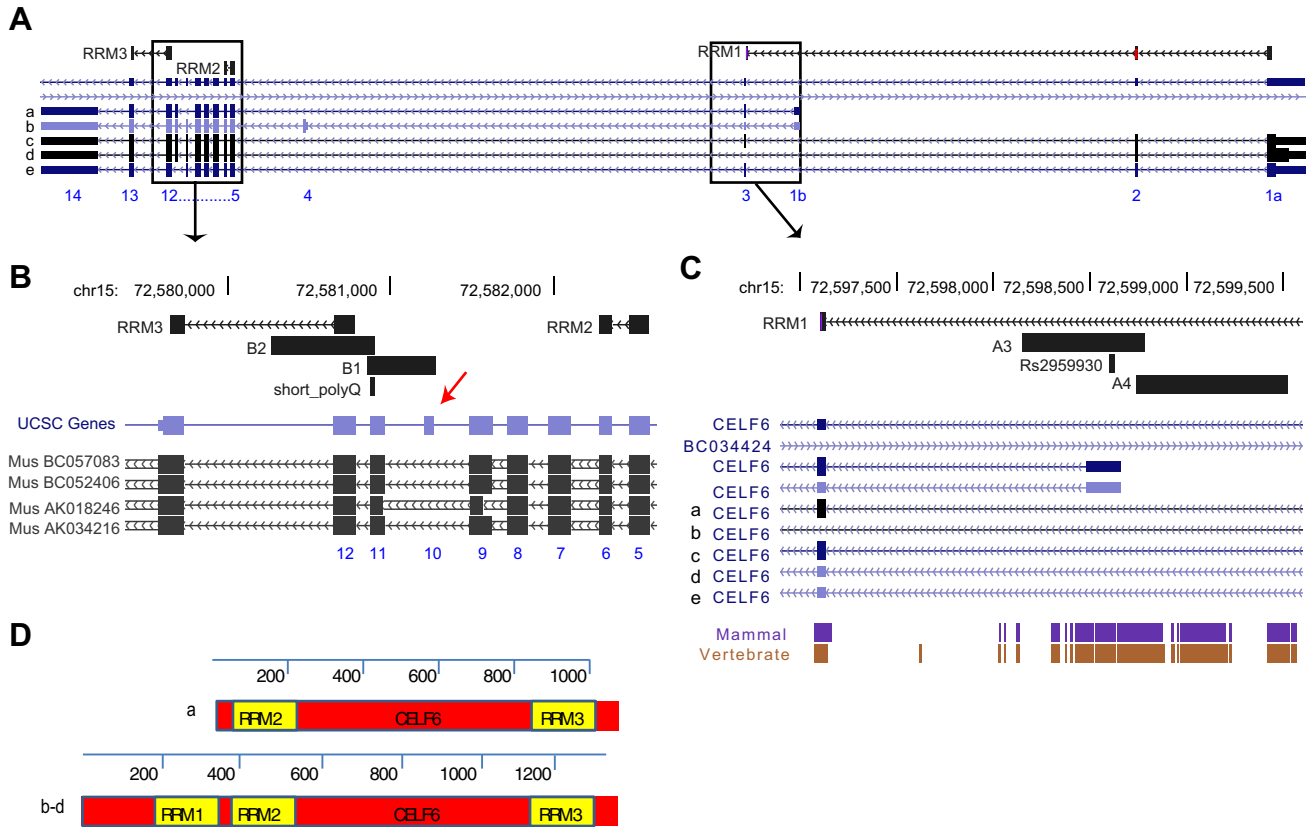 A
RRM3
RRM2
RRM1
a
b
c
d
e
14 13 12............5 4 3 1b 2 1a
B
chr15: 72,580,000 72,581,000 72,582,000
RRM3
RRM2
B2
B1
short_polyQ
UCSC Genes
Mus BC057083
Mus BC052406
Mus AK018246
Mus AK034216
12 11 10 9 8 7 6 5
C
chr15: 72,597,500 72,598,000 72,598,500 72,599,000 72,599,500
RRM1
A3
Rs2959930
A4
CELF6
BC034424
CELF6
CELF6
a CELF6
b CELF6
c CELF6
d CELF6
e CELF6
Mammal
Vertebrate
D
200 400 600 800 1000
a RRM2 CELF6 RRM3
200 400 600 800 1000 1200
b-d RRM1 RRM2 CELF6 RRM3